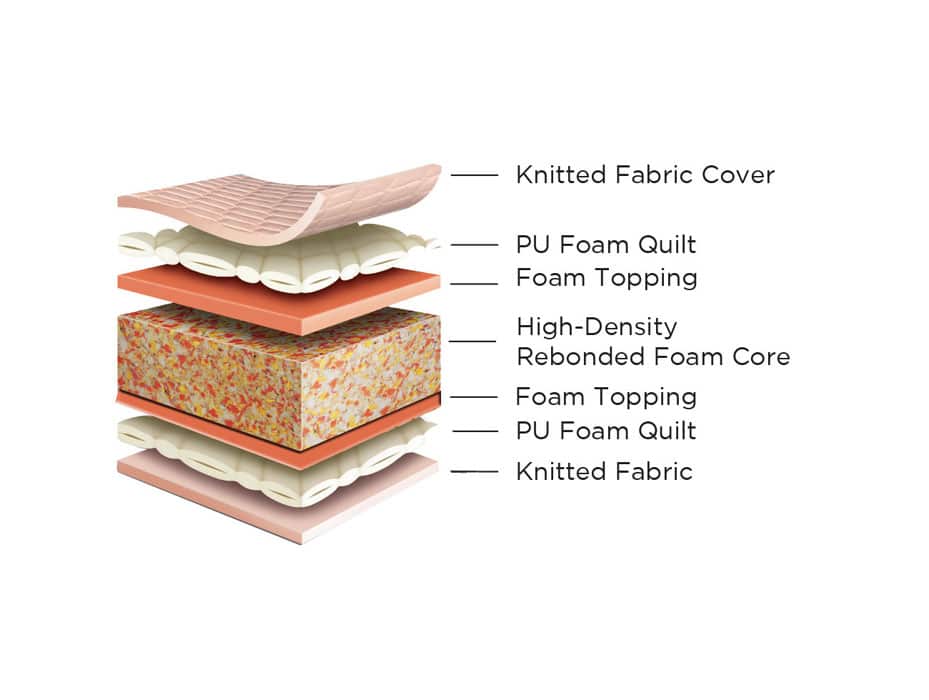 Knitted Fabric Cover
PU Foam Quilt
Foam Topping
High-Density
Rebonded Foam Core
Foam Topping
PU Foam Quilt
Knitted Fabric